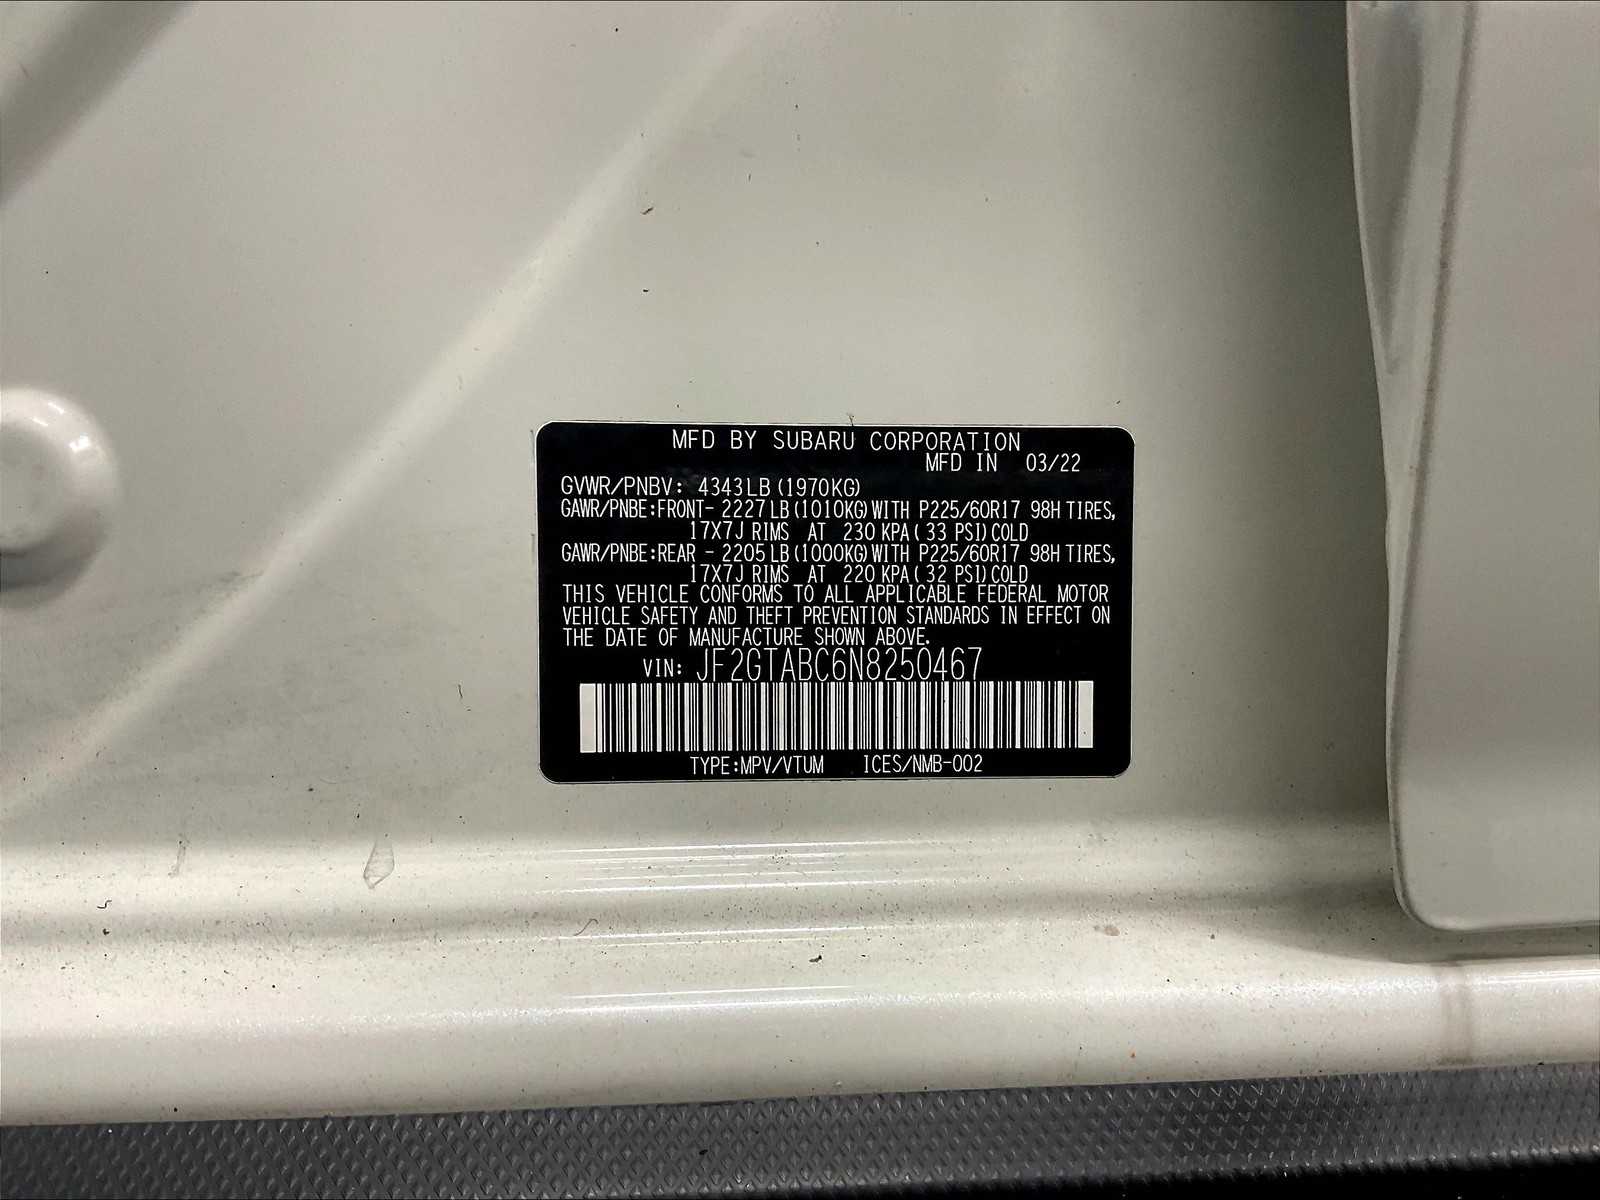 MFD BY SUBARU CORPORATION
MFD IN 03/22
GVWR/PNBV: 4343LB(1970KG)
GAWR/PNBE:FRONT- 2227LB(1010KG)WITH P225/60R17 98H TIRES,
17X7J RIMS AT 230 KPA( 33 PSI)COLD
GAWR/PNBE:REAR - 2205LB(1000KG)WITH P225/60R17 98H TIRES,
17X7J RIMS AT 220 KPA( 32 PSI)COLD
THIS VEHICLE CONFORMS TO ALL APPLICABLE FEDERAL MOTOR
VEHICLE SAFETY AND THEFT PREVENTION STANDARDS IN EFFECT ON
THE DATE OF MANUFACTURE SHOWN ABOVE.
VIN: JF2GTABC6N8250467
TYPE:MPV/VTUM ICES/NMB-002